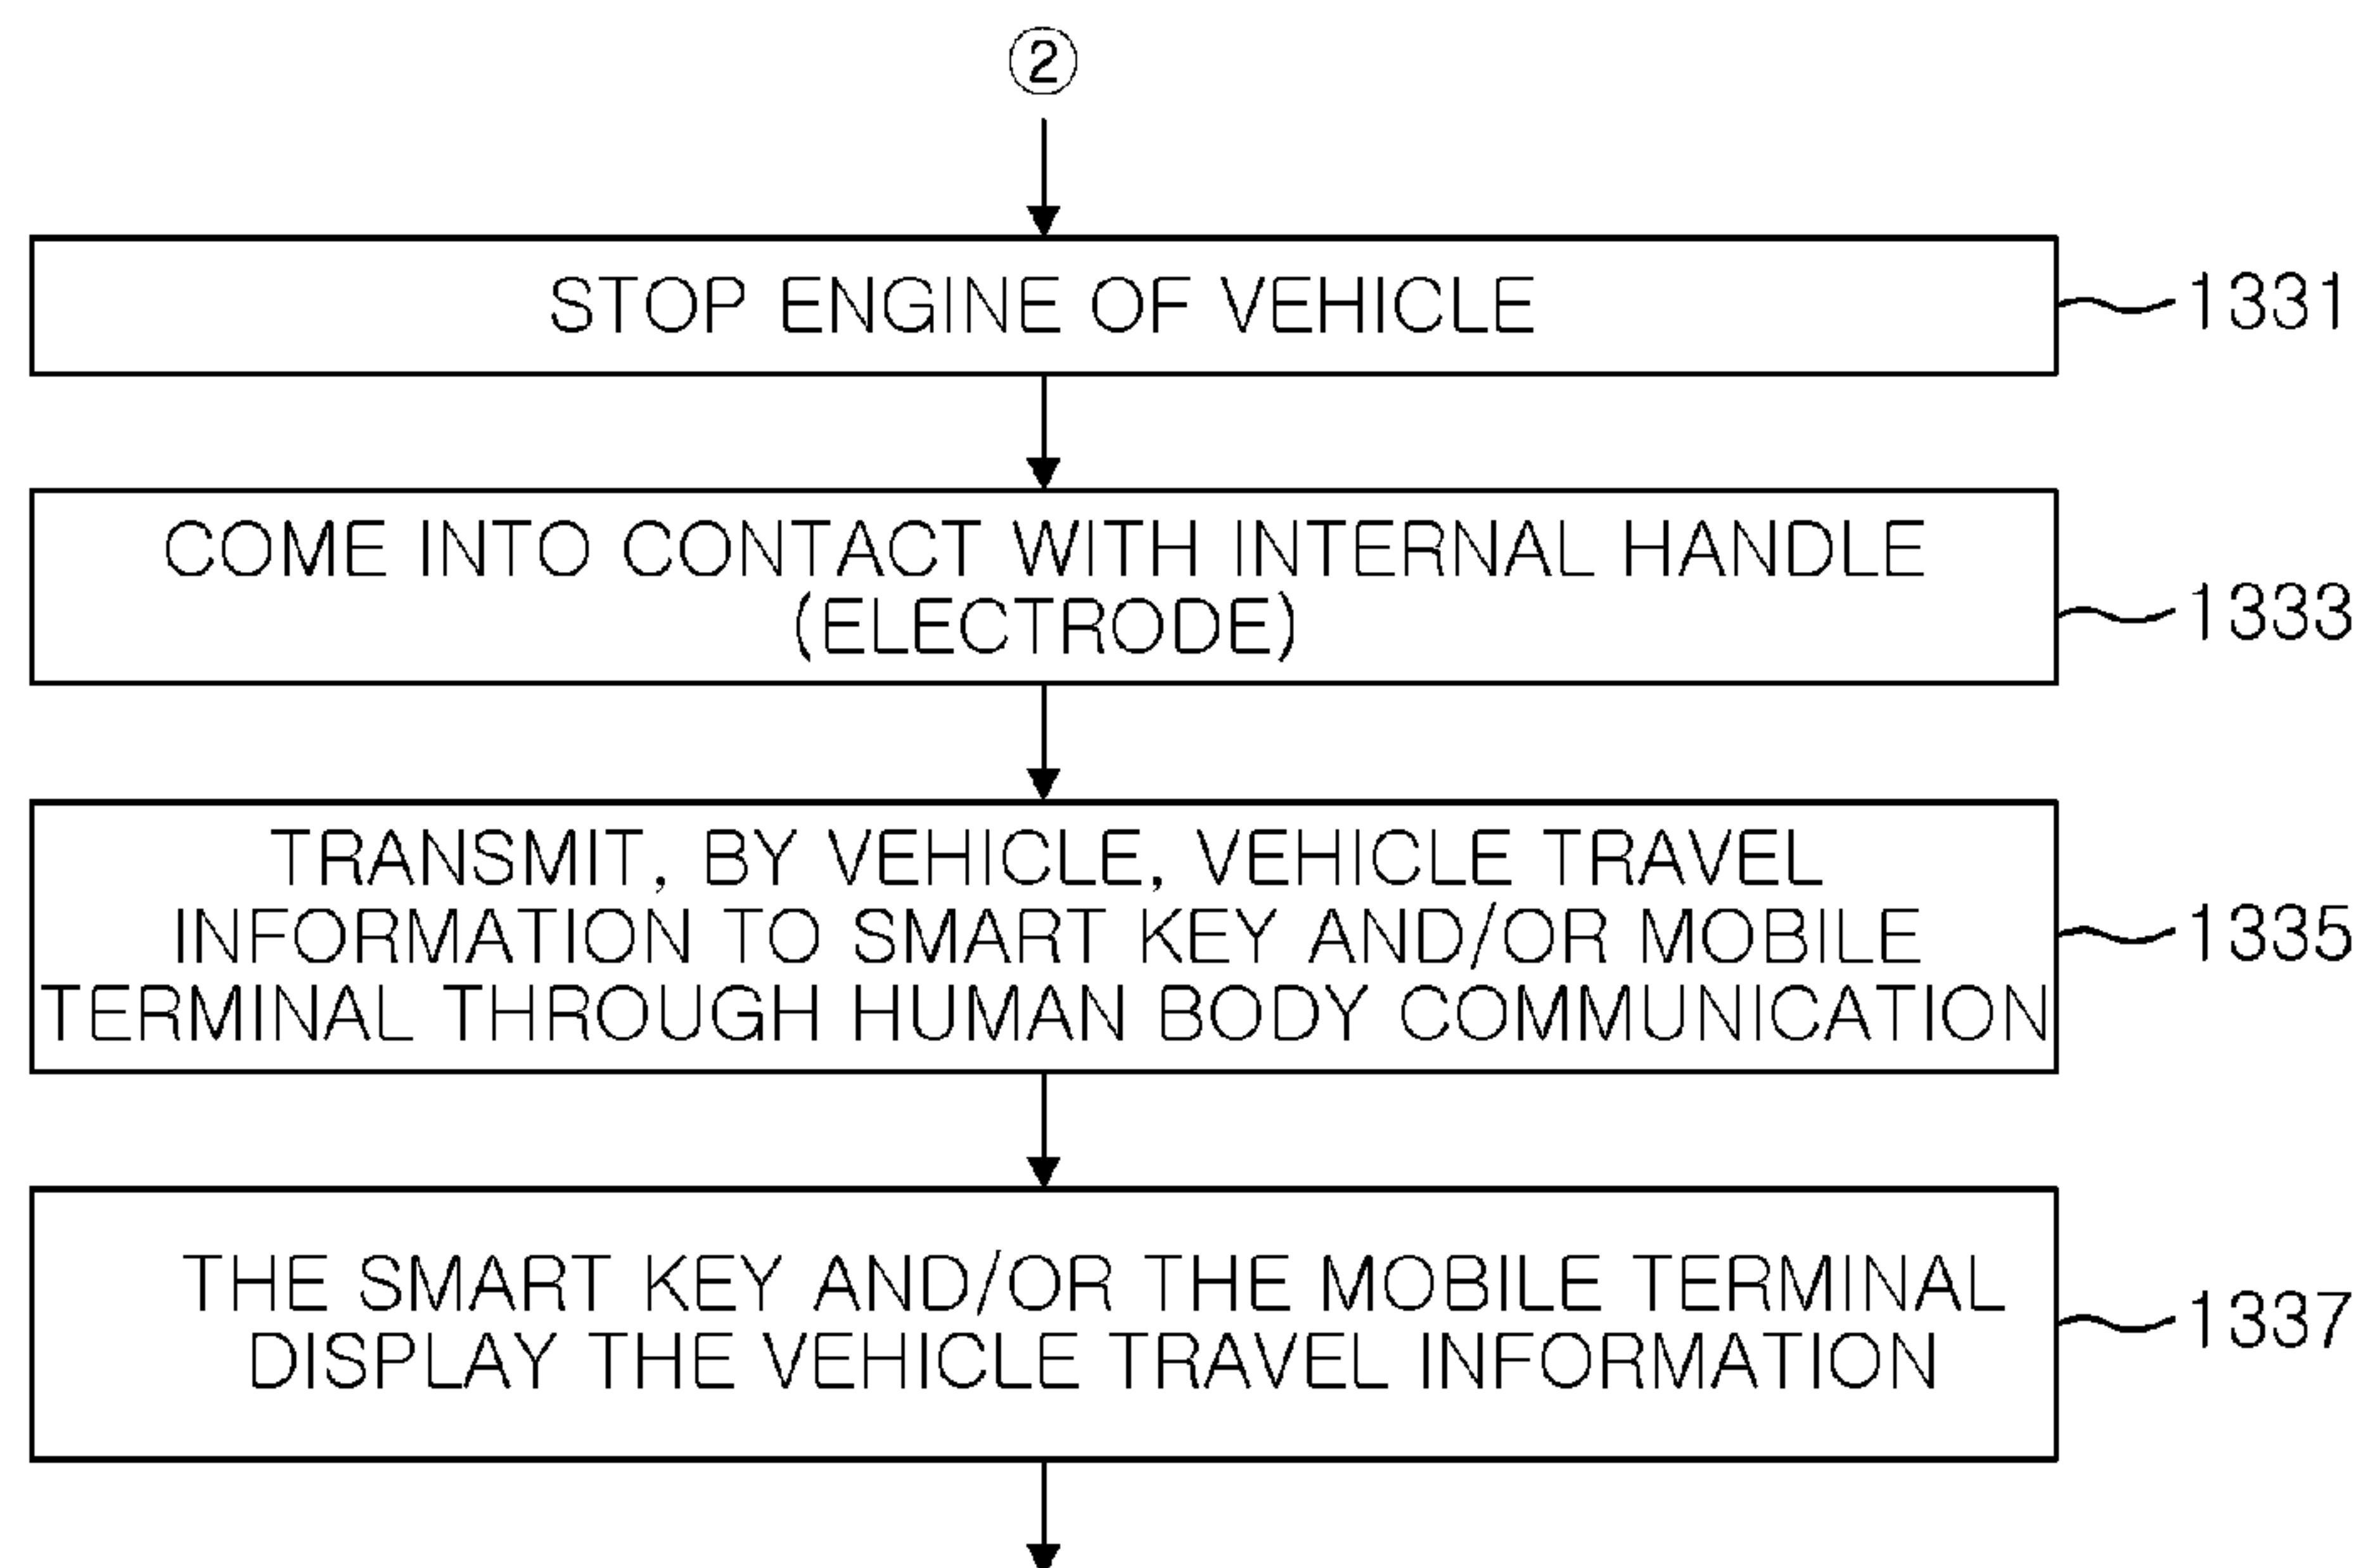 ②
STOP ENGINE OF VEHICLE
1331
COME INTO CONTACT WITH INTERNAL HANDLE
(ELECTRODE)
1333
TRANSMIT, BY VEHICLE, VEHICLE TRAVEL
INFORMATION TO SMART KEY AND/OR MOBILE
TERMINAL THROUGH HUMAN BODY COMMUNICATION
1335
THE SMART KEY AND/OR THE MOBILE TERMINAL
DISPLAY THE VEHICLE TRAVEL INFORMATION
1337